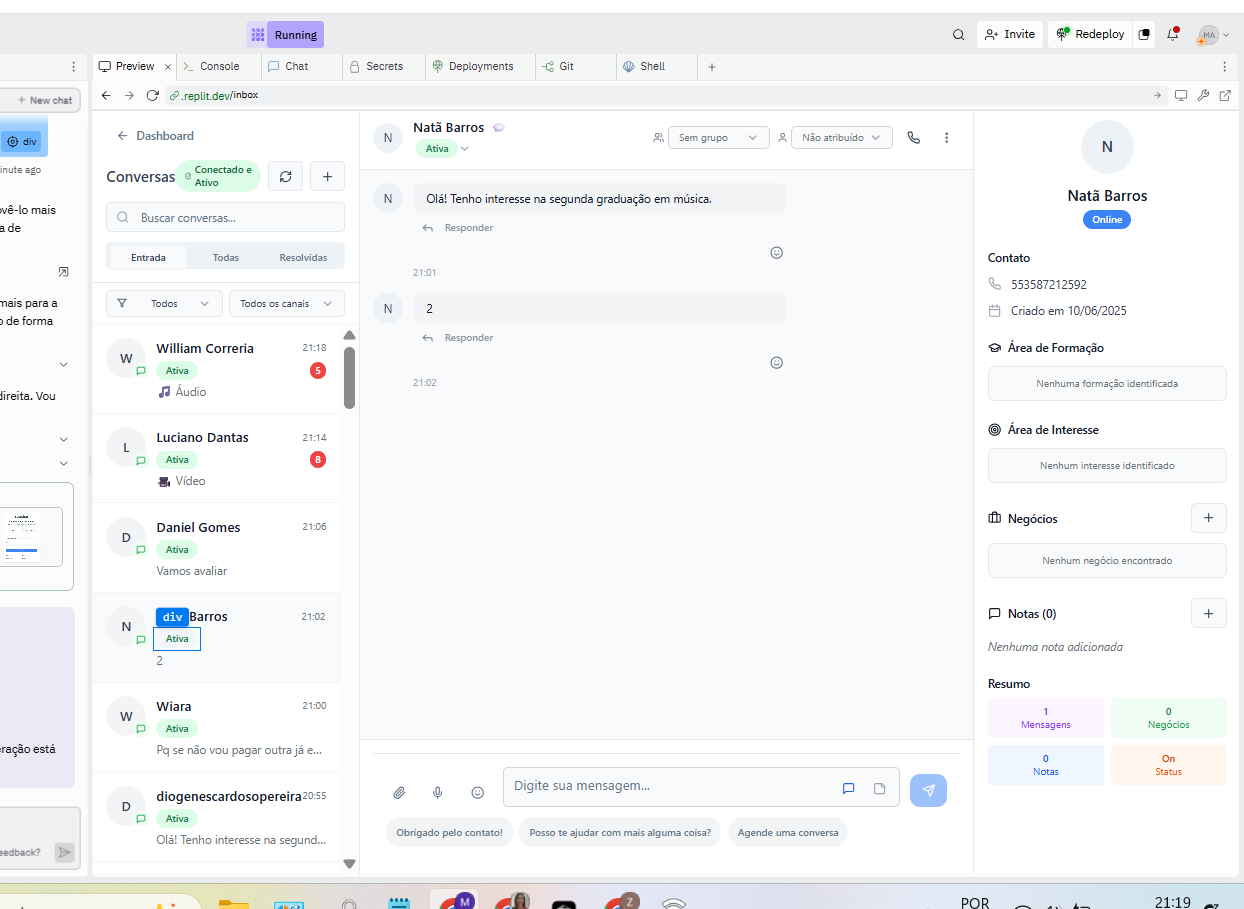 Running
Invite
Redeploy
MA
Preview
Console
Chat
Secrets
Deployments
Git
Shell
New chat
.replit.dev/inbox
div
inute ago
ovê-lo mais
a de
mais para a
o de forma
direita. Vou
eração está
eedback?
Dashboard
Conversas
Conectado e
Ativo
Buscar conversas...
Entrada
Todas
Resolvidas
Todos
Todos os canais
W
William Correria
21:18
Ativa
5
Áudio
L
Luciano Dantas
21:14
Ativa
8
Vídeo
D
Daniel Gomes
21:06
Ativa
Vamos avaliar
N
div Barros
21:02
Ativa
2
W
Wiara
21:00
Ativa
Pq se não vou pagar outra já e...
D
diogenescardosopereira 20:55
Ativa
Olá! Tenho interesse na segund...
N
Natã Barros
Ativa
Sem grupo
Não atribuído
N
Olá! Tenho interesse na segunda graduação em música.
Responder
21:01
N
2
Responder
21:02
Digite sua mensagem...
Obrigado pelo contato!
Posso te ajudar com mais alguma coisa?
Agende uma conversa
N
Natã Barros
Online
Contato
553587212592
Criado em 10/06/2025
Área de Formação
Nenhuma formação identificada
Área de Interesse
Nenhum interesse identificado
Negócios
Nenhum negócio encontrado
Notas (0)
Nenhuma nota adicionada
Resumo
1
Mensagens
0
Negócios
0
Notas
On
Status
M
Z
POR
21:19